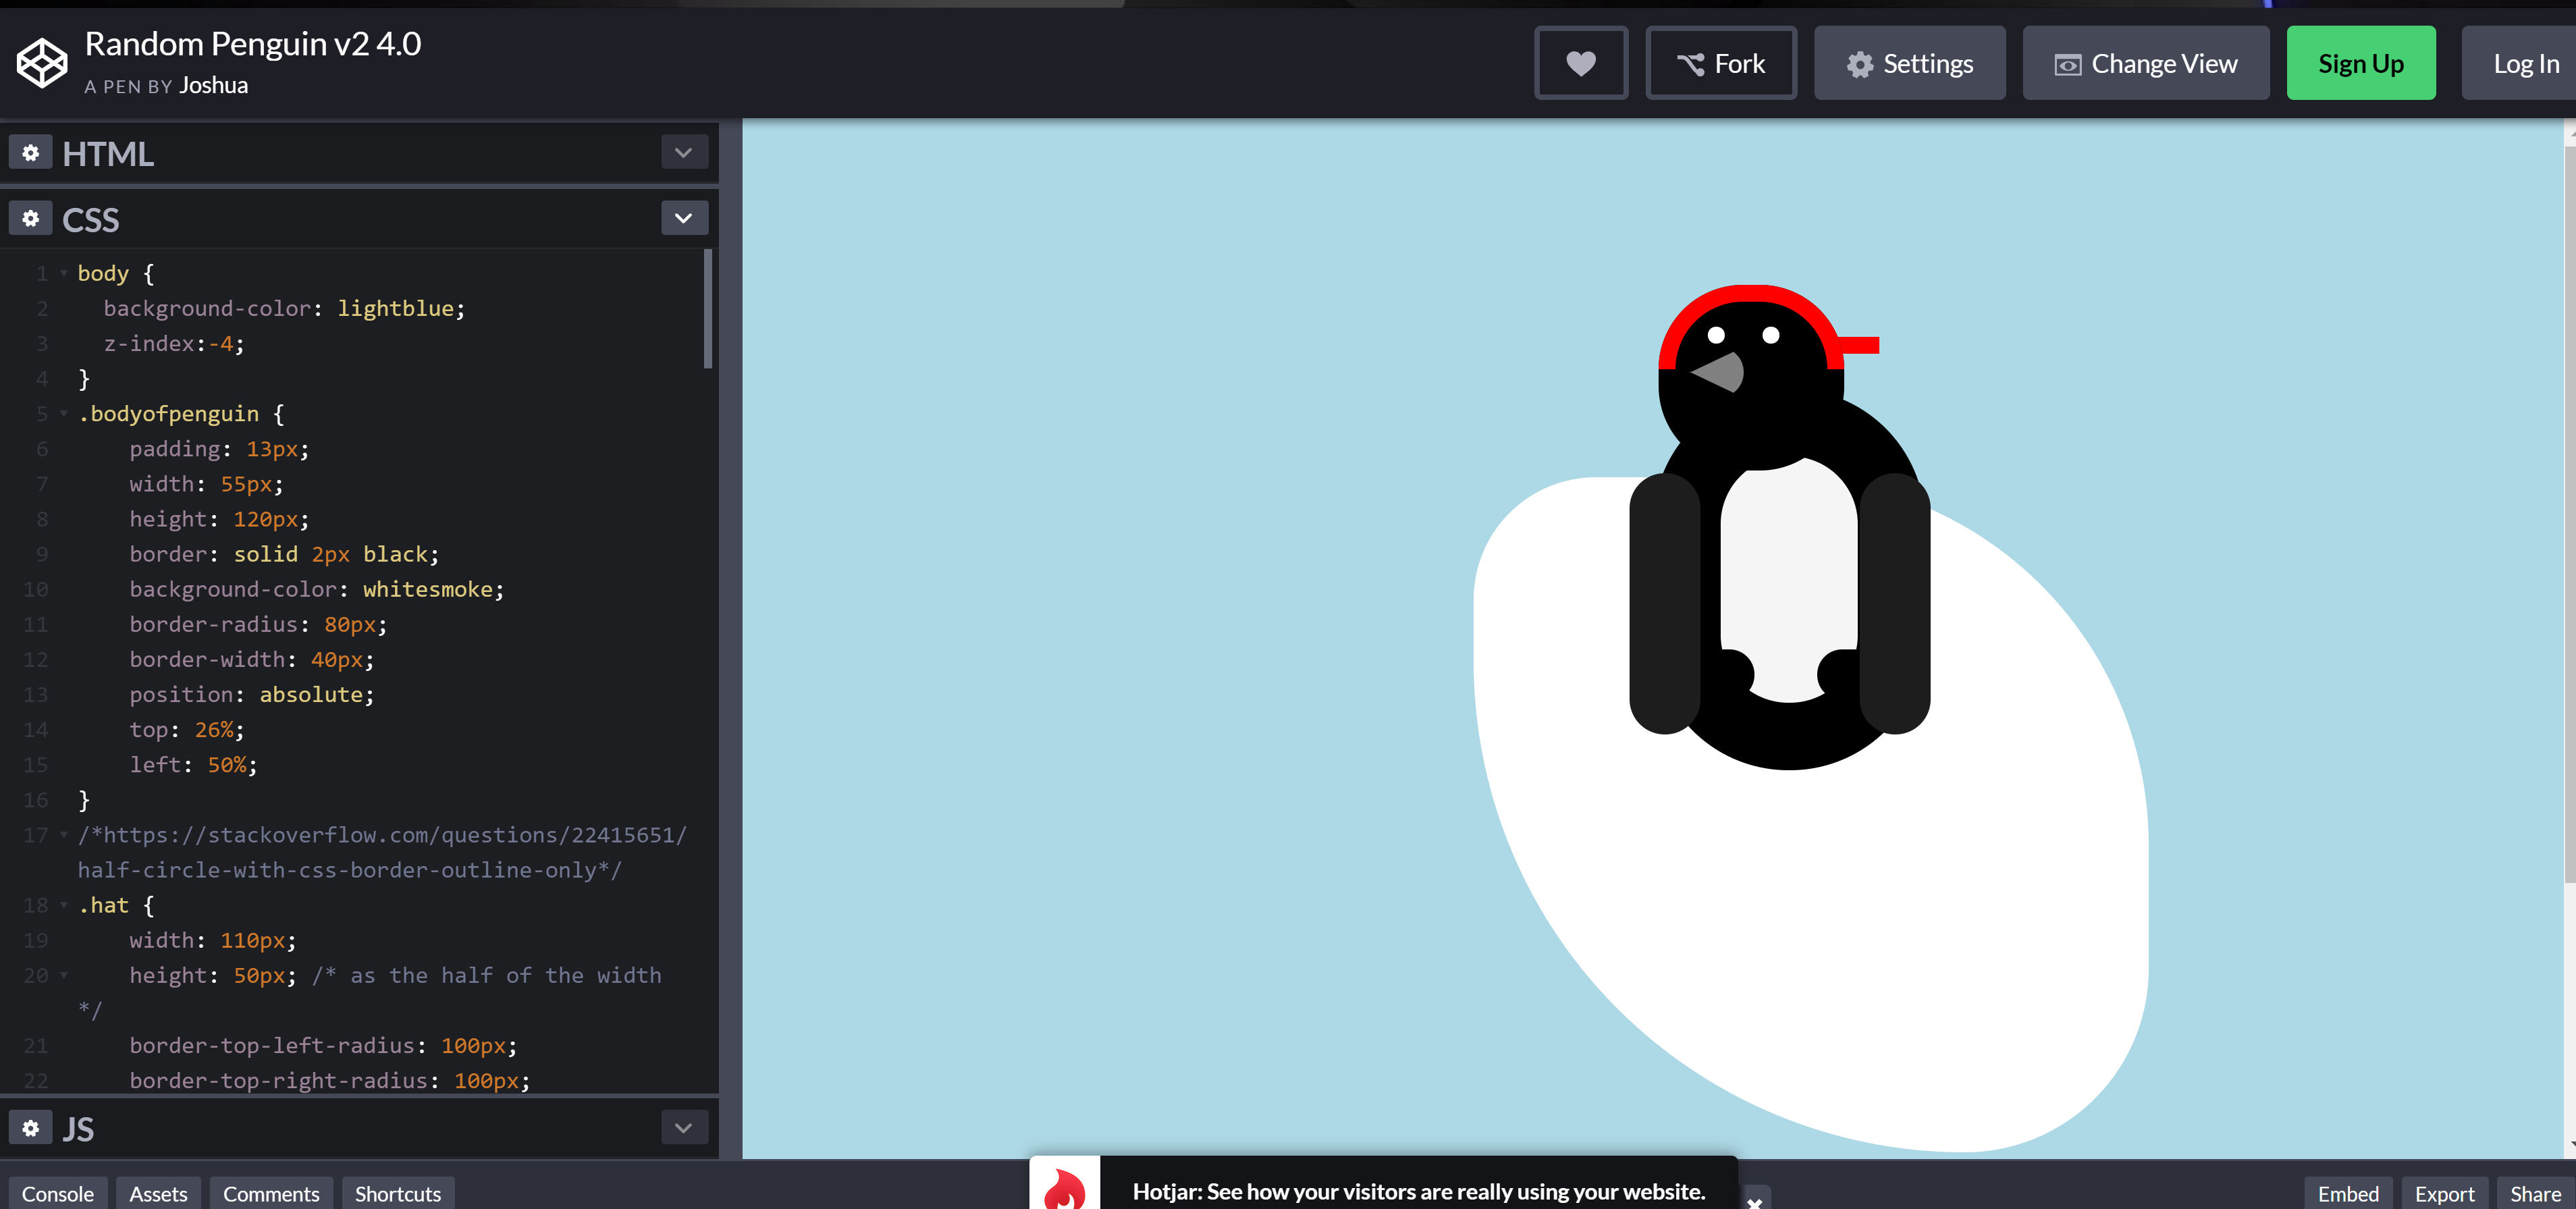 Random Penguin v2 4.0
A PEN BY Joshua
Fork
Settings
Change View
Sign Up
Log In
HTML
CSS
1 body {
2 background-color: lightblue;
3 z-index:-4;
4 }
5 .bodyofpenguin {
6 padding: 13px;
7 width: 55px;
8 height: 120px;
9 border: solid 2px black;
10 background-color: whitesmoke;
11 border-radius: 80px;
12 border-width: 40px;
13 position: absolute;
14 top: 26%;
15 left: 50%;
16 }
17 /*https://stackoverflow.com/questions/22415651/
half-circle-with-css-border-outline-only*/
18 .hat {
19 width: 110px;
20 height: 50px; /* as the half of the width
*/
21 border-top-left-radius: 100px;
22 border-top-right-radius: 100px;
JS
Console
Assets
Comments
Shortcuts
Hotjar: See how your visitors are really using your website.
Embed
Export
Share